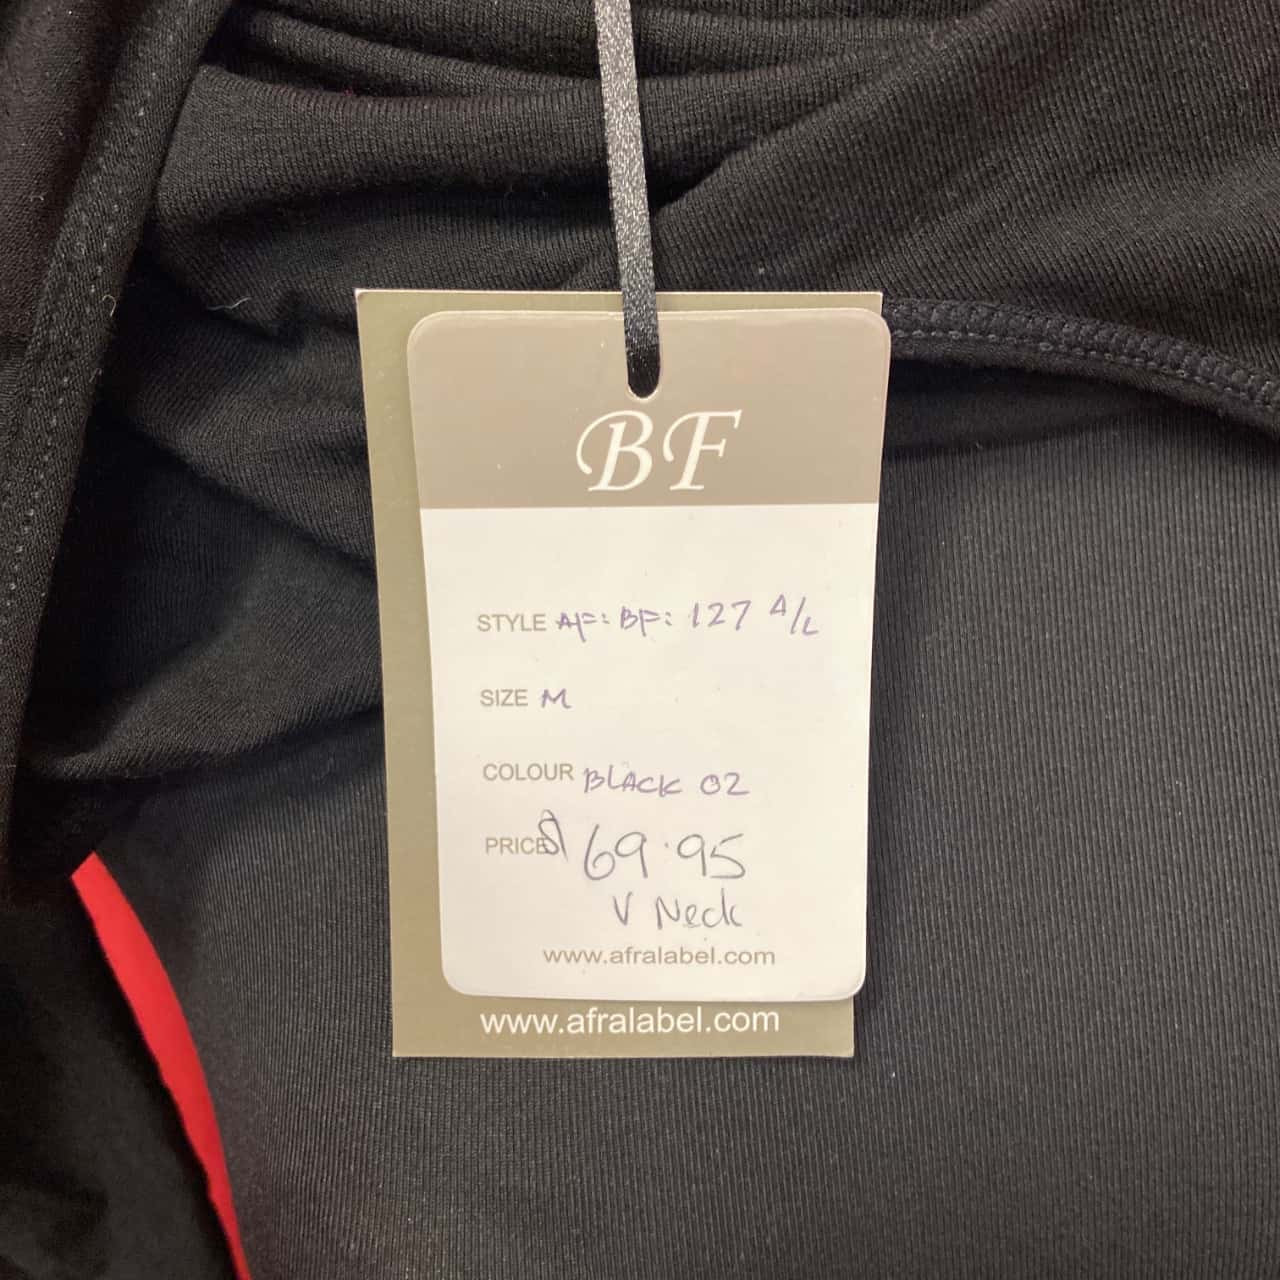 BF
STYLE AF: BF: 127 A/L
SIZE M
COLOUR BLACK 02
PRICE $ 69.95
V Neck
www.afralabel.com
www.afralabel.com